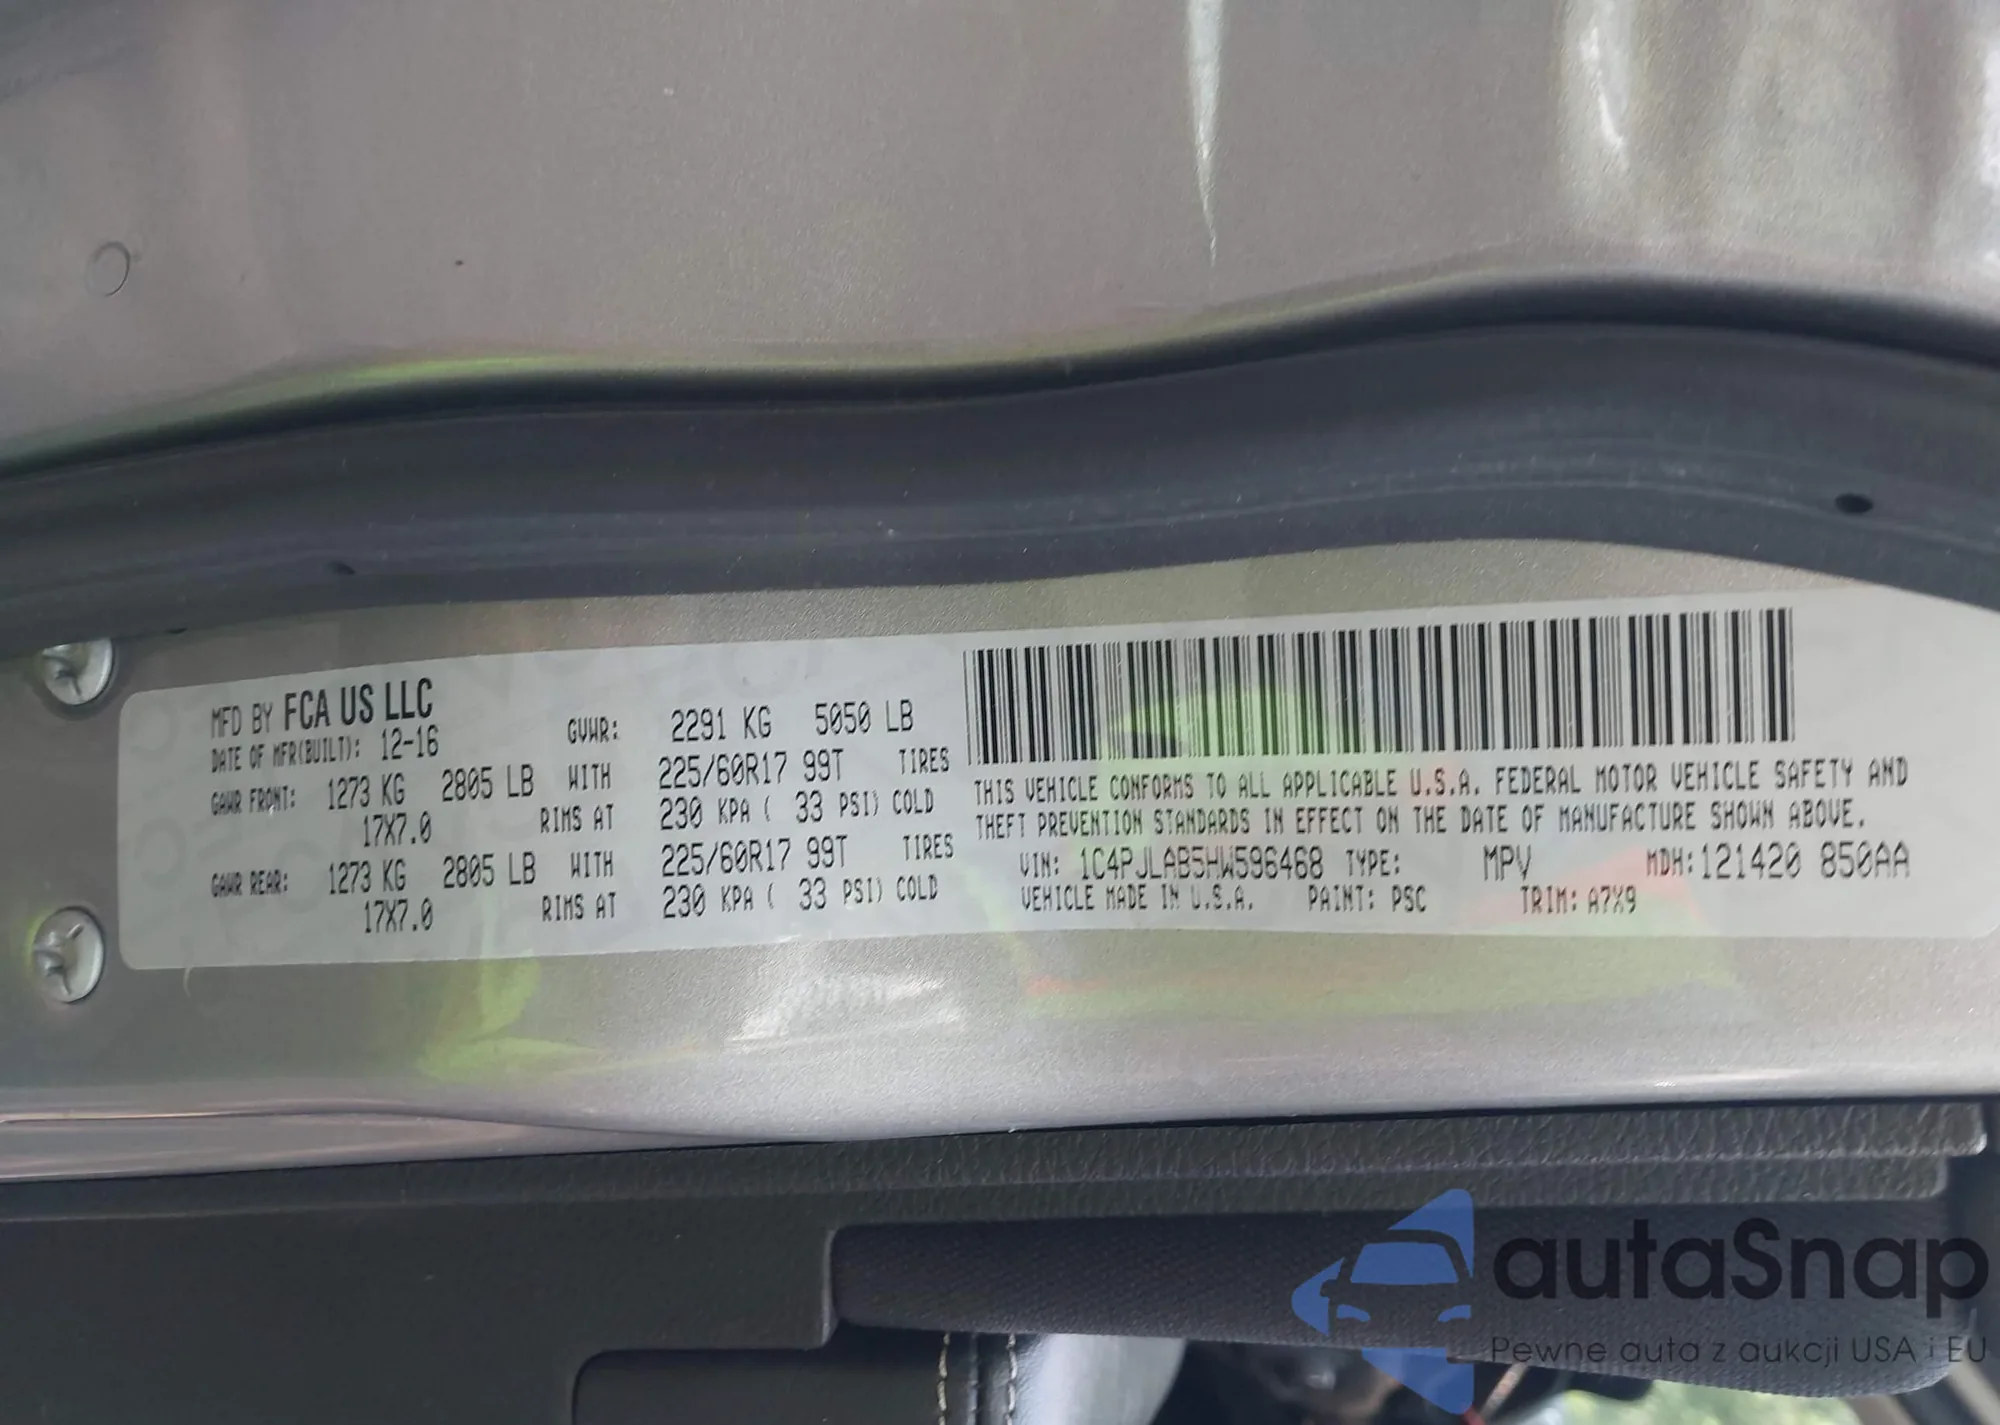 MFD BY FCA US LLC
DATE OF MFR(BUILT): 12-16 GVWR: 2291 KG 5050 LB
GAWR FRONT: 1273 KG 2805 LB WITH 225/60R17 99T TIRES
17X7.0 RIMS AT 230 KPA ( 33 PSI) COLD
GAWR REAR: 1273 KG 2805 LB WITH 225/60R17 99T TIRES
17X7.0 RIMS AT 230 KPA ( 33 PSI) COLD
THIS VEHICLE CONFORMS TO ALL APPLICABLE U.S.A. FEDERAL MOTOR VEHICLE SAFETY AND
THEFT PREVENTION STANDARDS IN EFFECT ON THE DATE OF MANUFACTURE SHOWN ABOVE.
VIN: 1C4PJLAB5HW596468 TYPE: MPV MDH: 121420 850AA
VEHICLE MADE IN U.S.A. PAINT: PSC TRIM: A7X9
autaSnap
Pewne auta z aukcji USA i EU